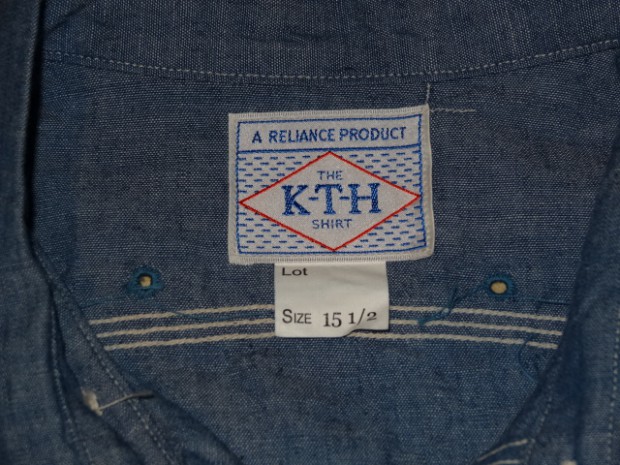 A RELIANCE PRODUCT
THE
K-T-H
SHIRT
Lot
SIZE 15 1/2